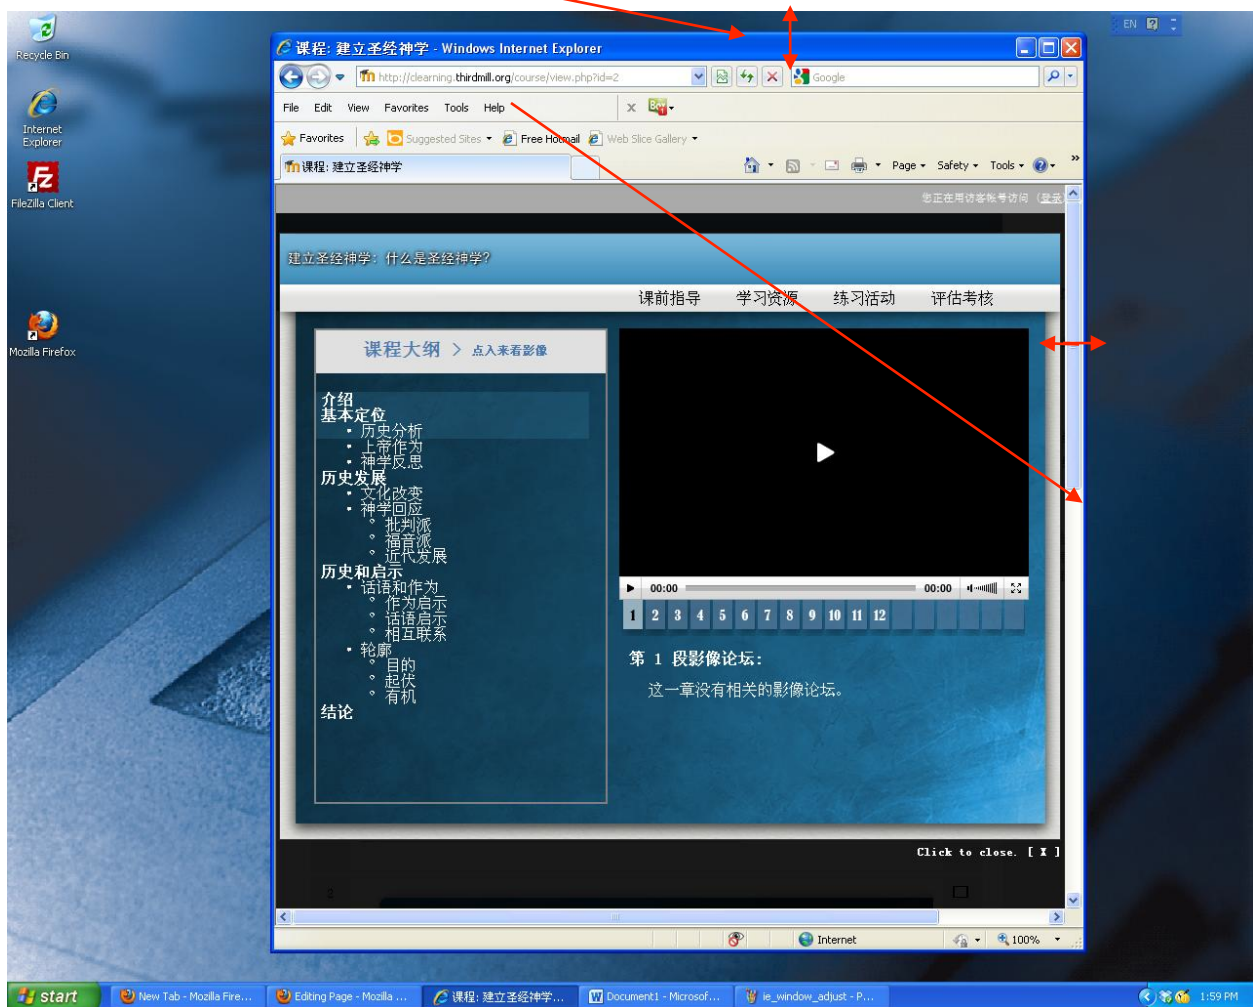 EN
Recycle Bin
Internet
Explorer
FileZilla Client
Mozilla Firefox
课程: 建立圣经神学 - Windows Internet Explorer
http://clearning.thirdmill.org/course/view.php?id=2
Google
File Edit View Favorites Tools Help
x
Favorites Suggested Sites Free Hotmail Web Slice Gallery
课程: 建立圣经神学
Page Safety Tools
您正在用访客帐号访问 (登录)
建立圣经神学: 什么是圣经神学?
课前指导 学习资源 练习活动 评估考核
课程大纲 > 点入来看影像
介绍
基本定位
• 历史分析
• 上帝作为
• 神学反思
历史发展
• 文化改变
• 神学回应
◦ 批判派
◦ 福音派
◦ 近代发展
历史和启示
• 话语和作为
◦ 作为启示
◦ 话语启示
◦ 相互联系
• 轮廓
◦ 目的
◦ 起伏
◦ 有机
结论
00:00 00:00
1 2 3 4 5 6 7 8 9 10 11 12
第 1 段影像论坛:
这一章没有相关的影像论坛。
Click to close. [ X ]
Internet 100%
start New Tab - Mozilla Fire... Editing Page - Mozilla ... 课程: 建立圣经神学... Document1 - Microsof... ie_window_adjust - P... 1:59 PM